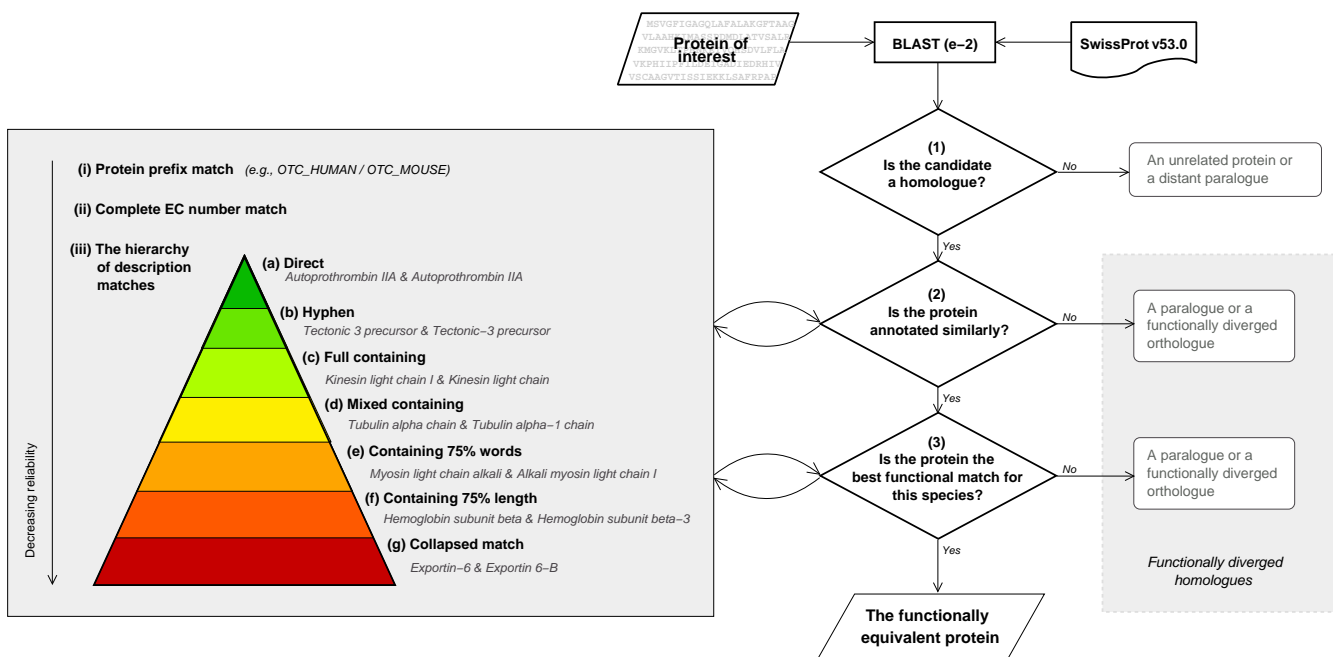 MSVGFIGAGQLAFALAKGFTAAG
Protein of
interest
VSCAAGVTISSIEKKLSAFRPAP
BLAST (e−2)
SwissProt v53.0
(1)
Is the candidate
a homologue?
No
An unrelated protein or
a distant paralogue
Yes
(2)
Is the protein
annotated similarly?
No
A paralogue or a
functionally diverged
orthologue
Yes
(3)
Is the protein the
best functional match for
this species?
No
A paralogue or a
functionally diverged
orthologue
Yes
Functionally diverged
homologues
The functionally
equivalent protein
(i) Protein prefix match (e.g., OTC_HUMAN / OTC_MOUSE)
(ii) Complete EC number match
(iii) The hierarchy
of description
matches
(a) Direct
Autoprothrombin IIA & Autoprothrombin IIA
(b) Hyphen
Tectonic 3 precursor & Tectonic−3 precursor
(c) Full containing
Kinesin light chain I & Kinesin light chain
(d) Mixed containing
Tubulin alpha chain & Tubulin alpha−1 chain
(e) Containing 75% words
Myosin light chain alkali & Alkali myosin light chain I
(f) Containing 75% length
Hemoglobin subunit beta & Hemoglobin subunit beta−3
(g) Collapsed match
Exportin−6 & Exportin 6−B
Decreasing reliability